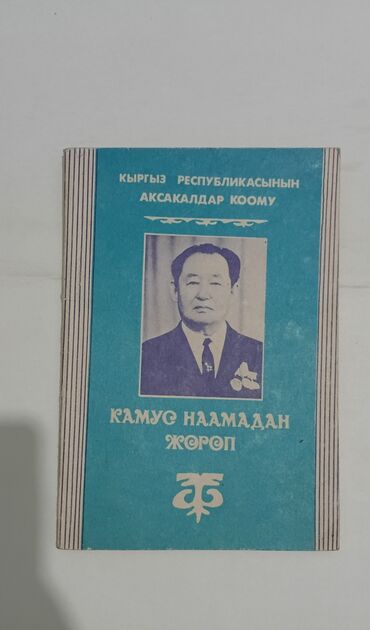 КЫРГЫЗ РЕСПУБЛИКАСЫНЫН
АКСАКАЛДАР КООМУ
КАМУС НААМАДАН
ЖОРОП